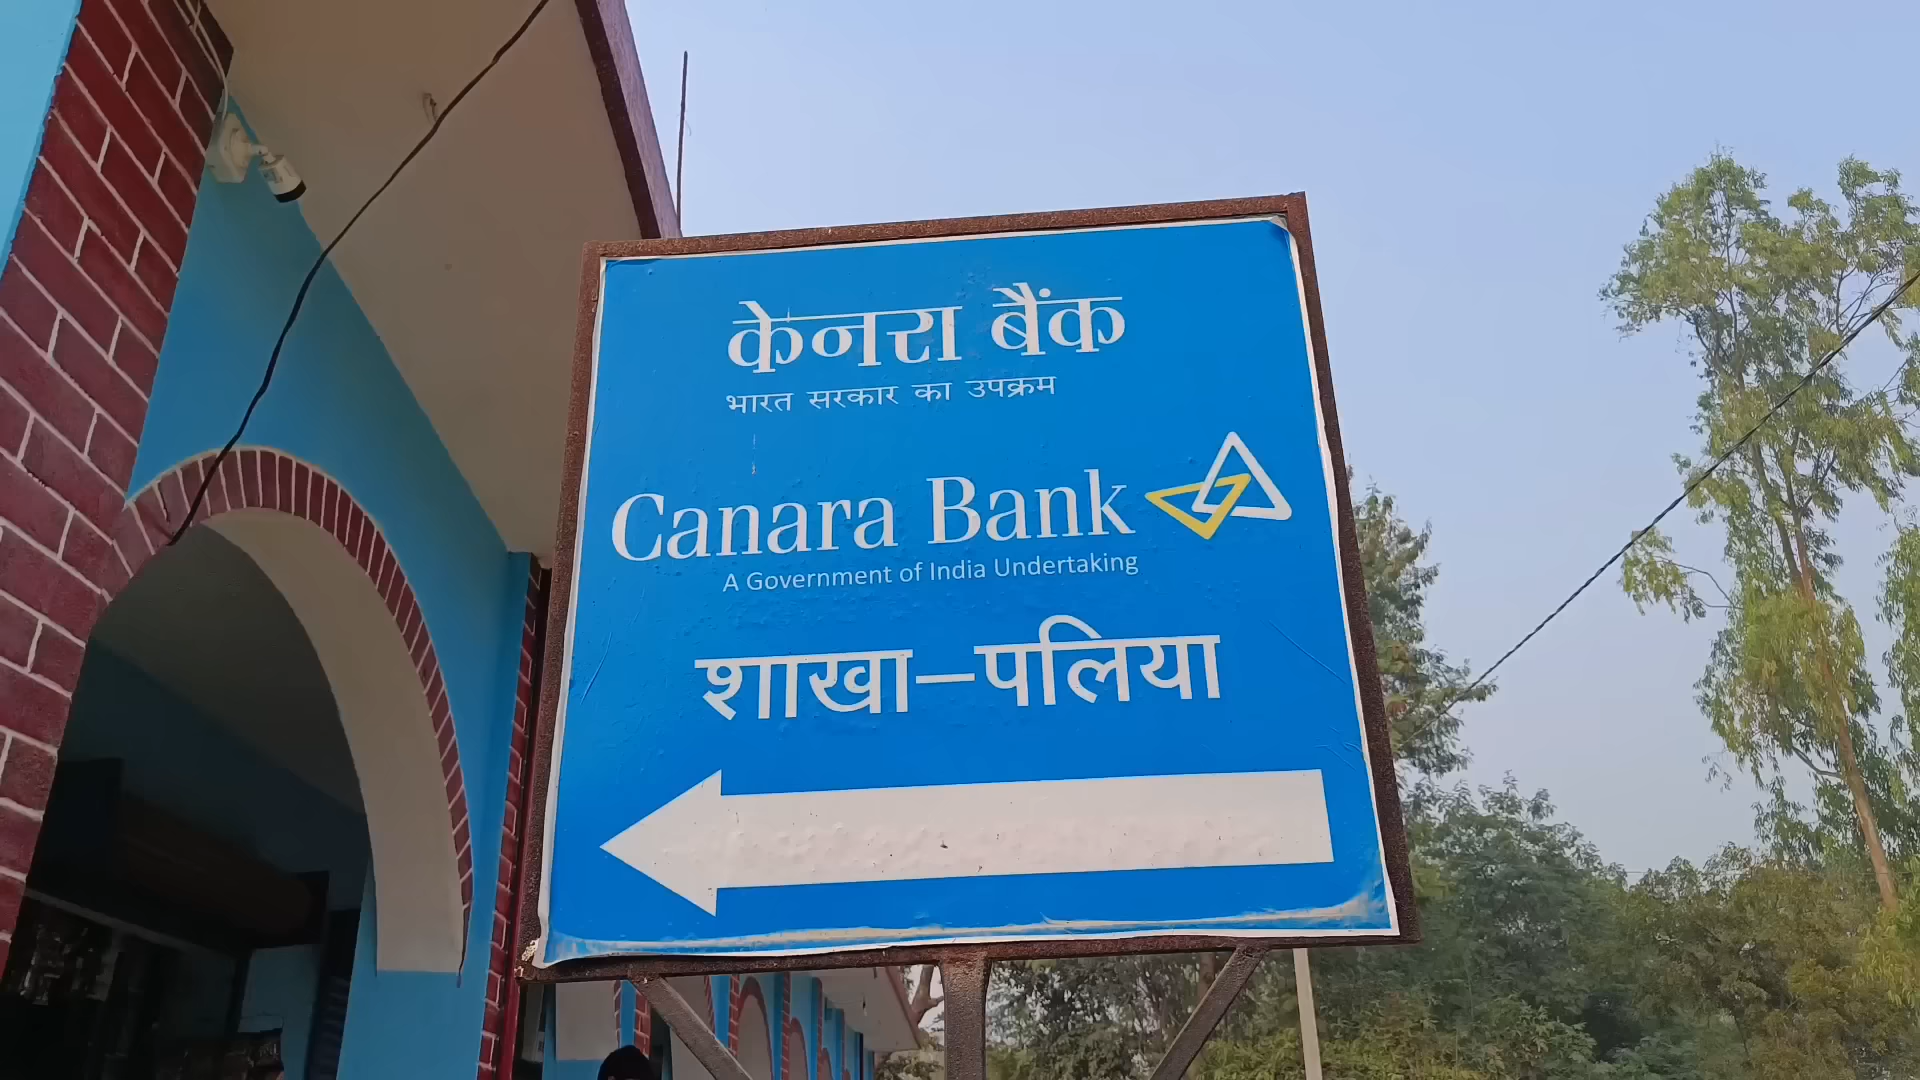 केनरा बैंक
भारत सरकार का उपक्रम
Canara Bank
A Government of India Undertaking
शाखा–पलिया